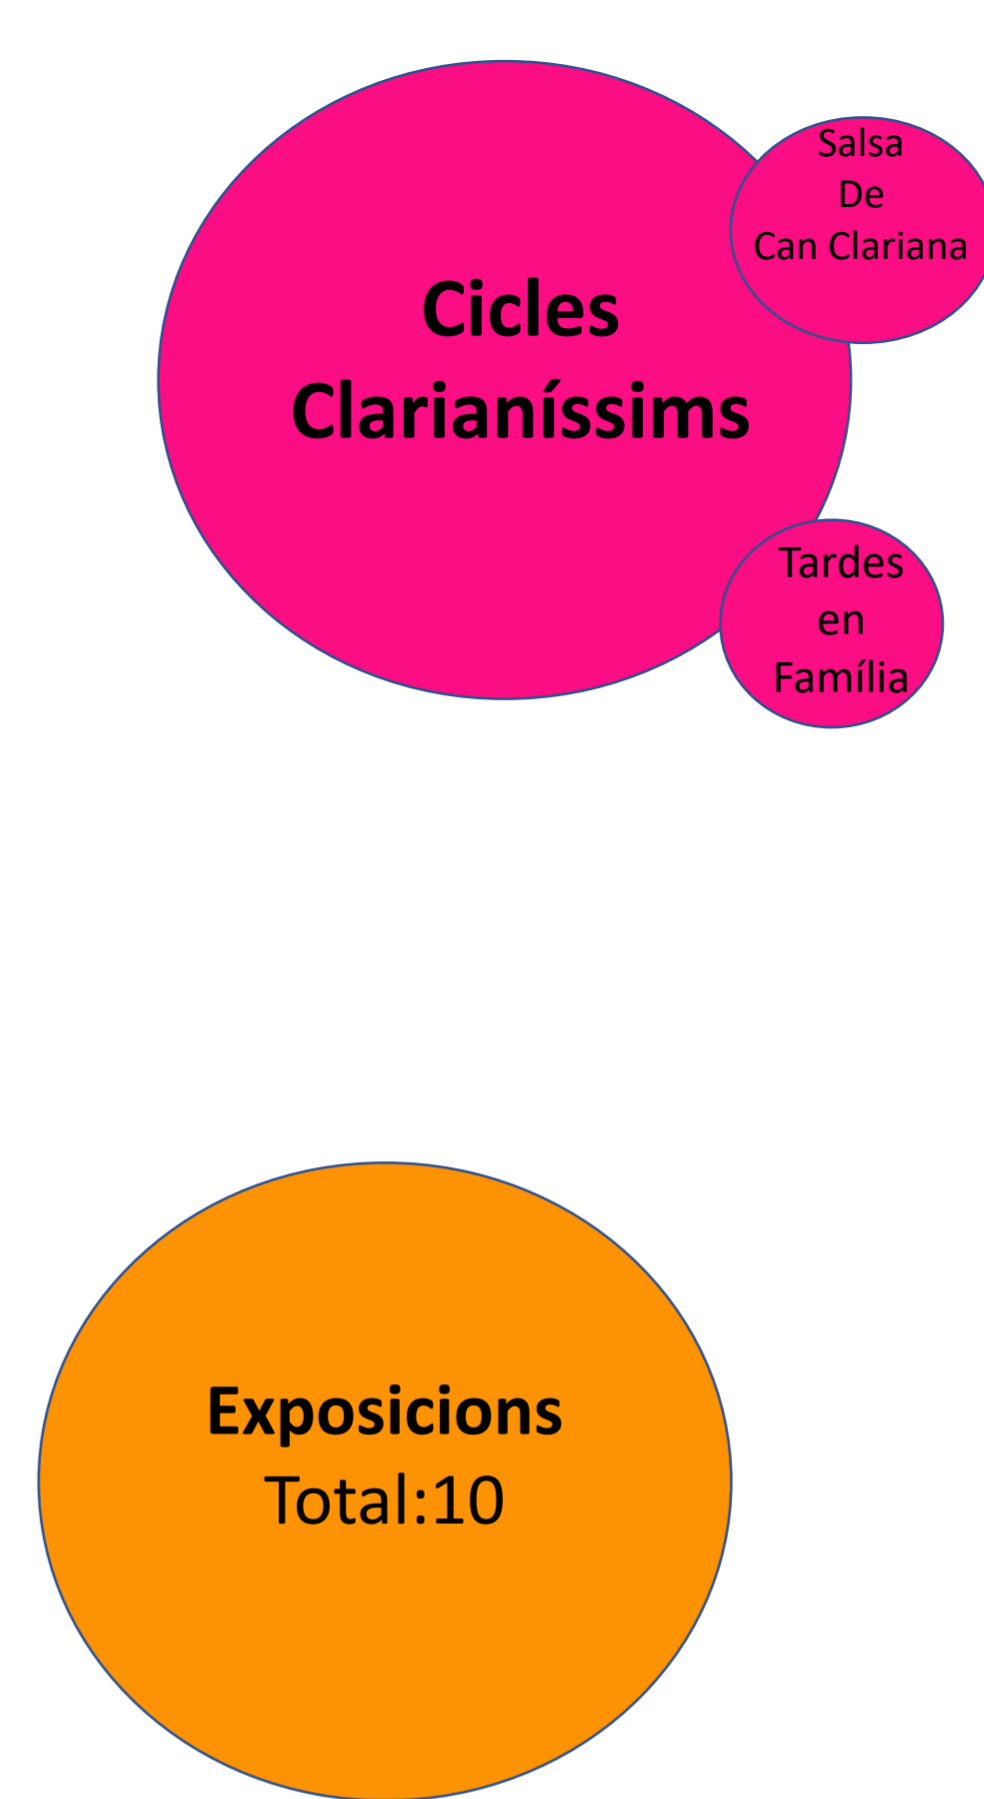 Salsa
De
Can Clariana
Cicles
Clarianíssims
Tardes
en
Família
Exposicions
Total:10